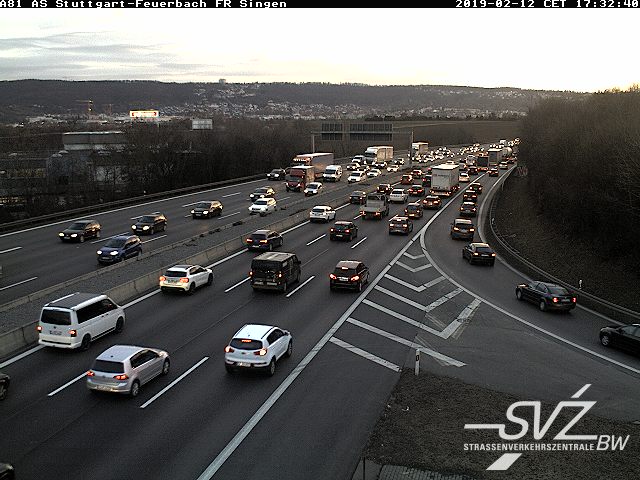 A81 AS Stuttgart-Feuerbach FR Singen 2019-02-12 CET 17:32:40
SVZ
STRASSENVERKEHRSZENTRALE BW